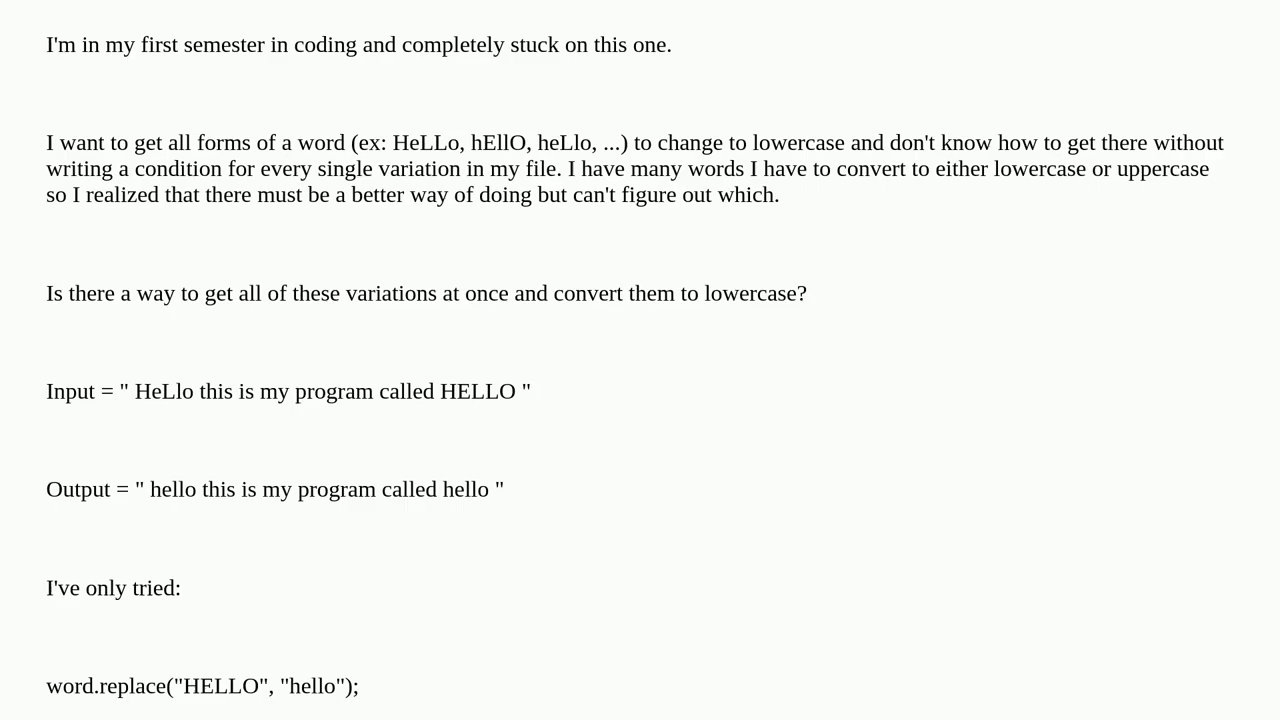 I'm in my first semester in coding and completely stuck on this one.
I want to get all forms of a word (ex: HeLLo, hEllO, heLlo, ...) to change to lowercase and don't know how to get there without
writing a condition for every single variation in my file. I have many words I have to convert to either lowercase or uppercase
so I realized that there must be a better way of doing but can't figure out which.
Is there a way to get all of these variations at once and convert them to lowercase?
Input = " HeLlo this is my program called HELLO "
Output = " hello this is my program called hello "
I've only tried:
word.replace("HELLO", "hello");